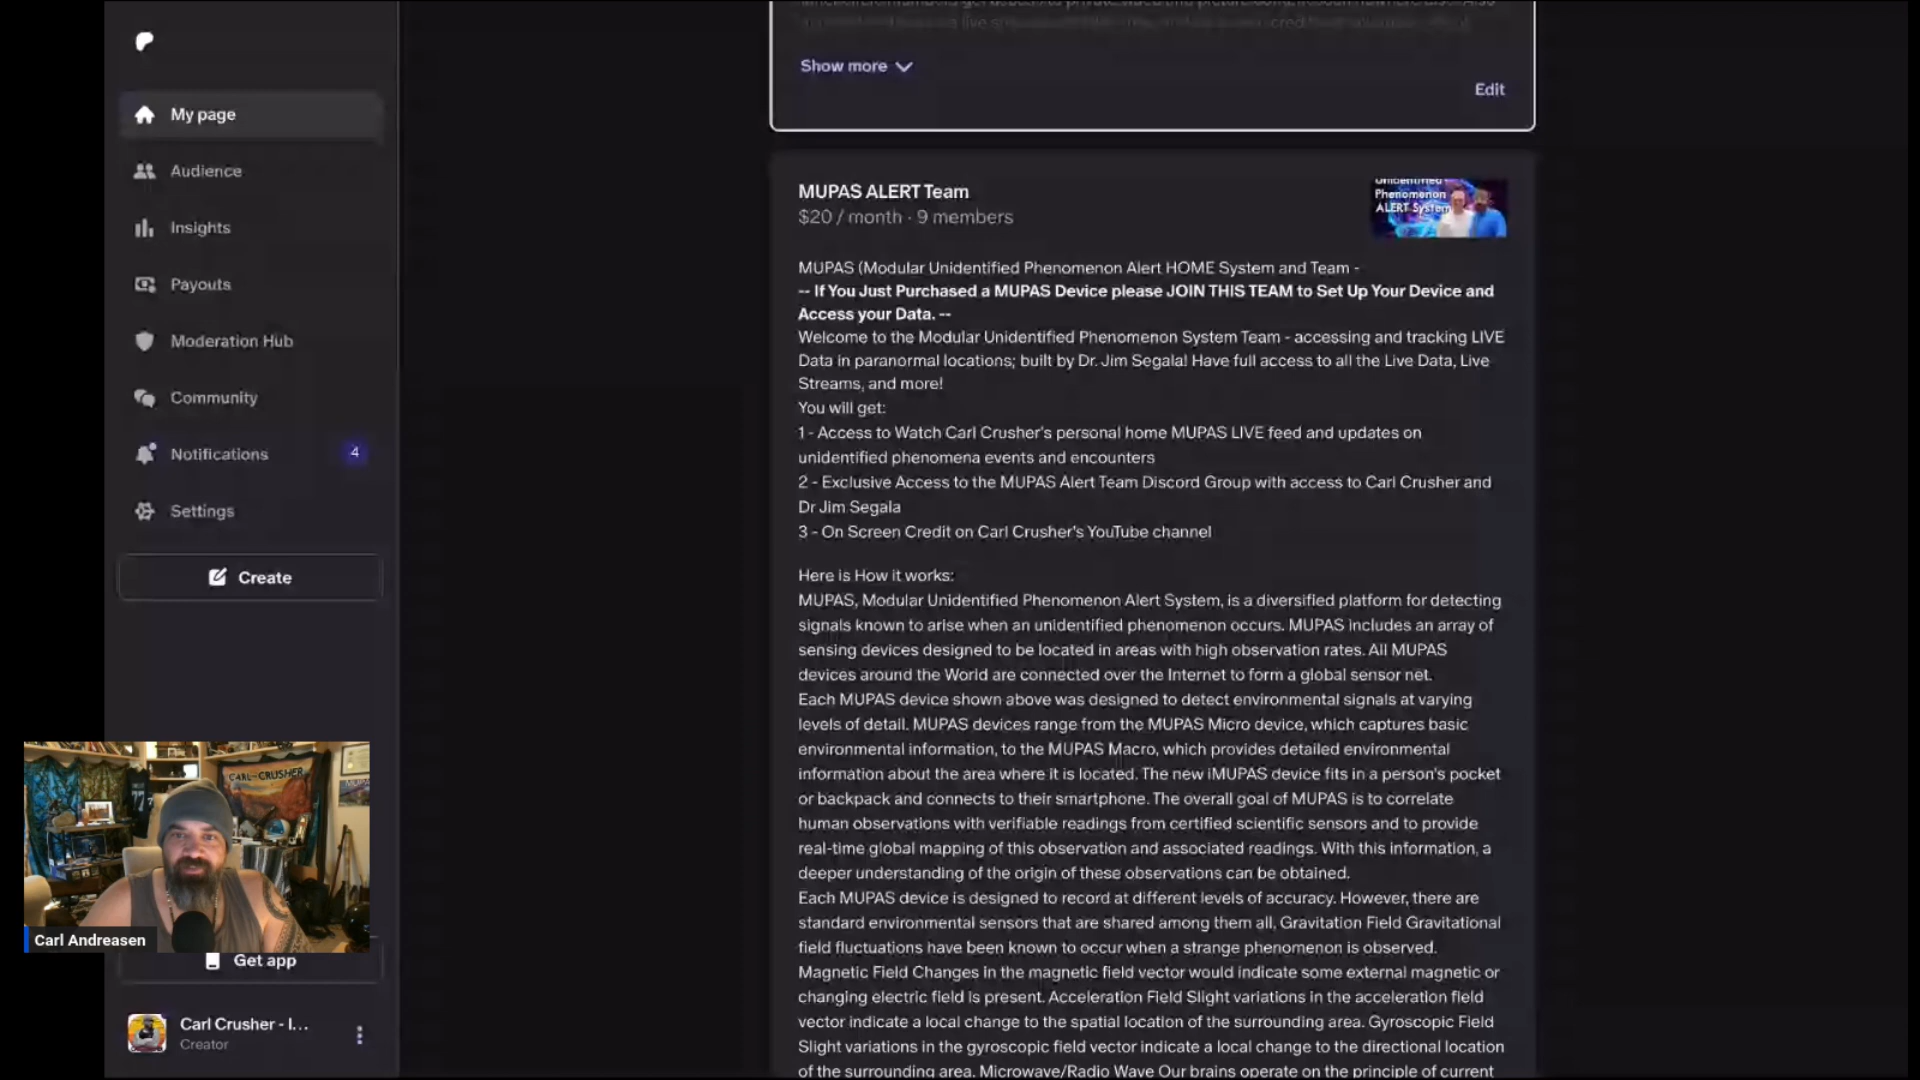 Show more
Edit
My page
Audience
Insights
Payouts
Moderation Hub
Community
Notifications 4
Settings
Create
MUPAS ALERT Team
$20 / month · 9 members
Phenomenon
ALERT System
MUPAS (Modular Unidentified Phenomenon Alert HOME System and Team -
-- If You Just Purchased a MUPAS Device please JOIN THIS TEAM to Set Up Your Device and
Access your Data. --
Welcome to the Modular Unidentified Phenomenon System Team - accessing and tracking LIVE
Data in paranormal locations; built by Dr. Jim Segala! Have full access to all the Live Data, Live
Streams, and more!
You will get:
1 - Access to Watch Carl Crusher's personal home MUPAS LIVE feed and updates on
unidentified phenomena events and encounters
2 - Exclusive Access to the MUPAS Alert Team Discord Group with access to Carl Crusher and
Dr Jim Segala
3 - On Screen Credit on Carl Crusher's YouTube channel
Here is How it works:
MUPAS, Modular Unidentified Phenomenon Alert System, is a diversified platform for detecting
signals known to arise when an unidentified phenomenon occurs. MUPAS includes an array of
sensing devices designed to be located in areas with high observation rates. All MUPAS
devices around the World are connected over the Internet to form a global sensor net.
Each MUPAS device shown above was designed to detect environmental signals at varying
levels of detail. MUPAS devices range from the MUPAS Micro device, which captures basic
environmental information, to the MUPAS Macro, which provides detailed environmental
information about the area where it is located. The new iMUPAS device fits in a person's pocket
or backpack and connects to their smartphone. The overall goal of MUPAS is to correlate
human observations with verifiable readings from certified scientific sensors and to provide
real-time global mapping of this observation and associated readings. With this information, a
deeper understanding of the origin of these observations can be obtained.
Each MUPAS device is designed to record at different levels of accuracy. However, there are
standard environmental sensors that are shared among them all, Gravitation Field Gravitational
field fluctuations have been known to occur when a strange phenomenon is observed.
Magnetic Field Changes in the magnetic field vector would indicate some external magnetic or
changing electric field is present. Acceleration Field Slight variations in the acceleration field
vector indicate a local change to the spatial location of the surrounding area. Gyroscopic Field
Slight variations in the gyroscopic field vector indicate a local change to the directional location
of the surrounding area. Microwave/Radio Wave Our brains operate on the principle of current
CARL CRUSHER
Carl Andreasen
Get app
Carl Crusher - I...
Creator